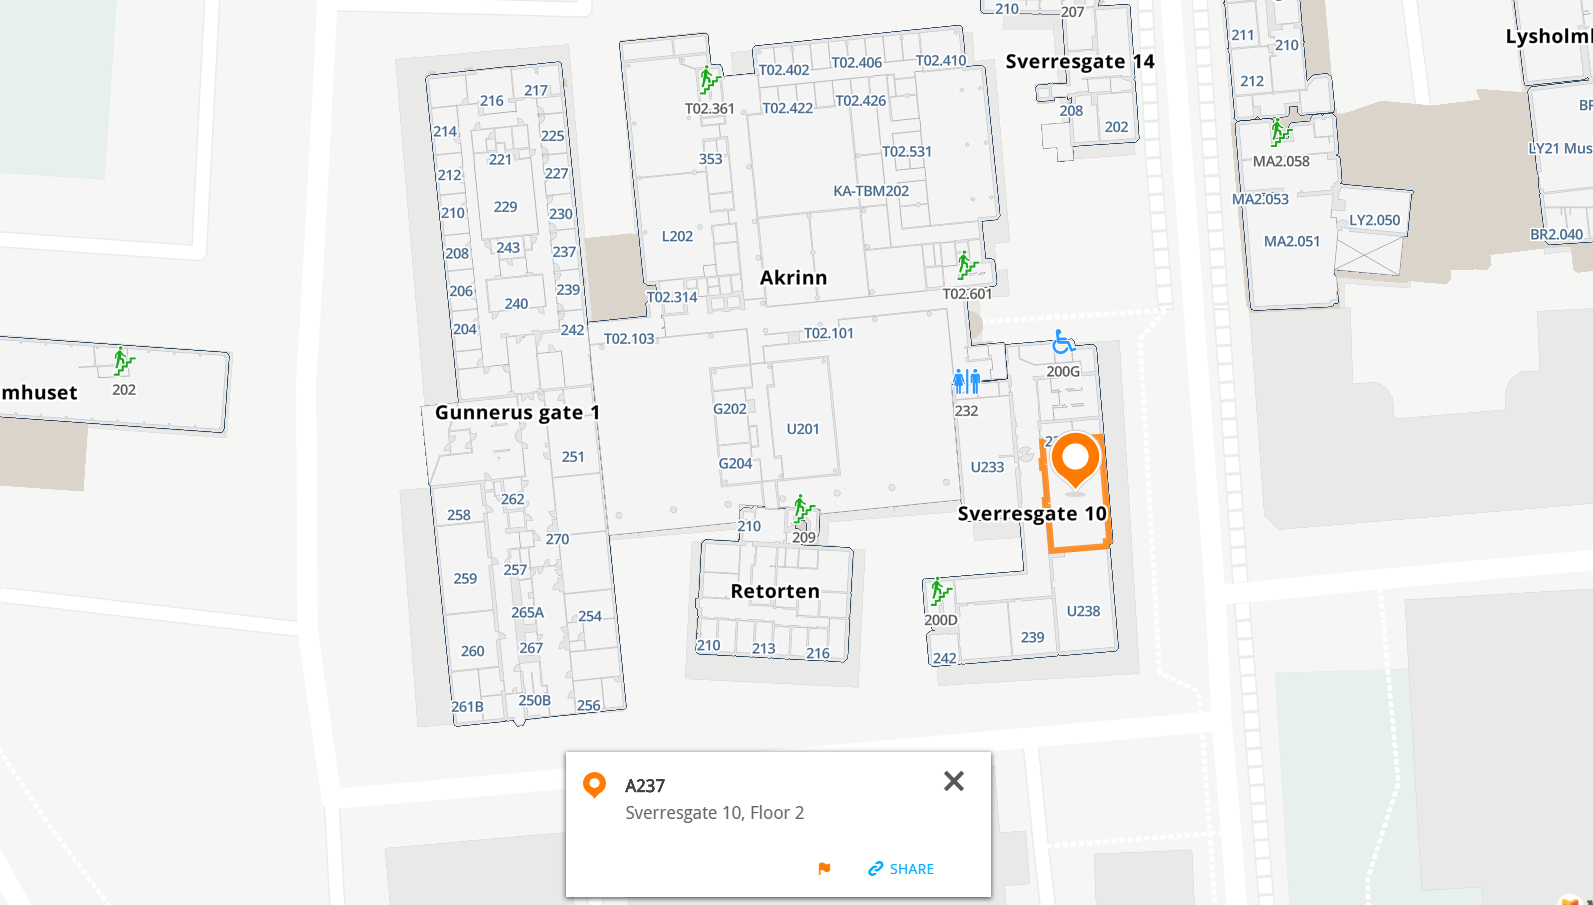 210
207
211
210
Lysholml
Sverresgate 14
212
T02.402
T02.406
T02.410
217
216
T02.361
T02.422
T02.426
208
202
BR
214
225
221
353
T02.531
MA2.058
LY21 Mus
212
227
KA-TBM202
MA2.053
210
229
230
LY2.050
L202
BR2.040
MA2.051
208
243
237
Akrinn
206
239
T02.314
T02.601
240
204
242
T02.103
T02.101
200G
mhuset
202
Gunnerus gate 1
G202
232
U201
251
G204
U233
262
258
Sverresgate 10
210
209
270
259
257
Retorten
265A
254
200D
U238
239
260
267
210
213
216
242
261B
250B
256
A237
Sverresgate 10, Floor 2
SHARE